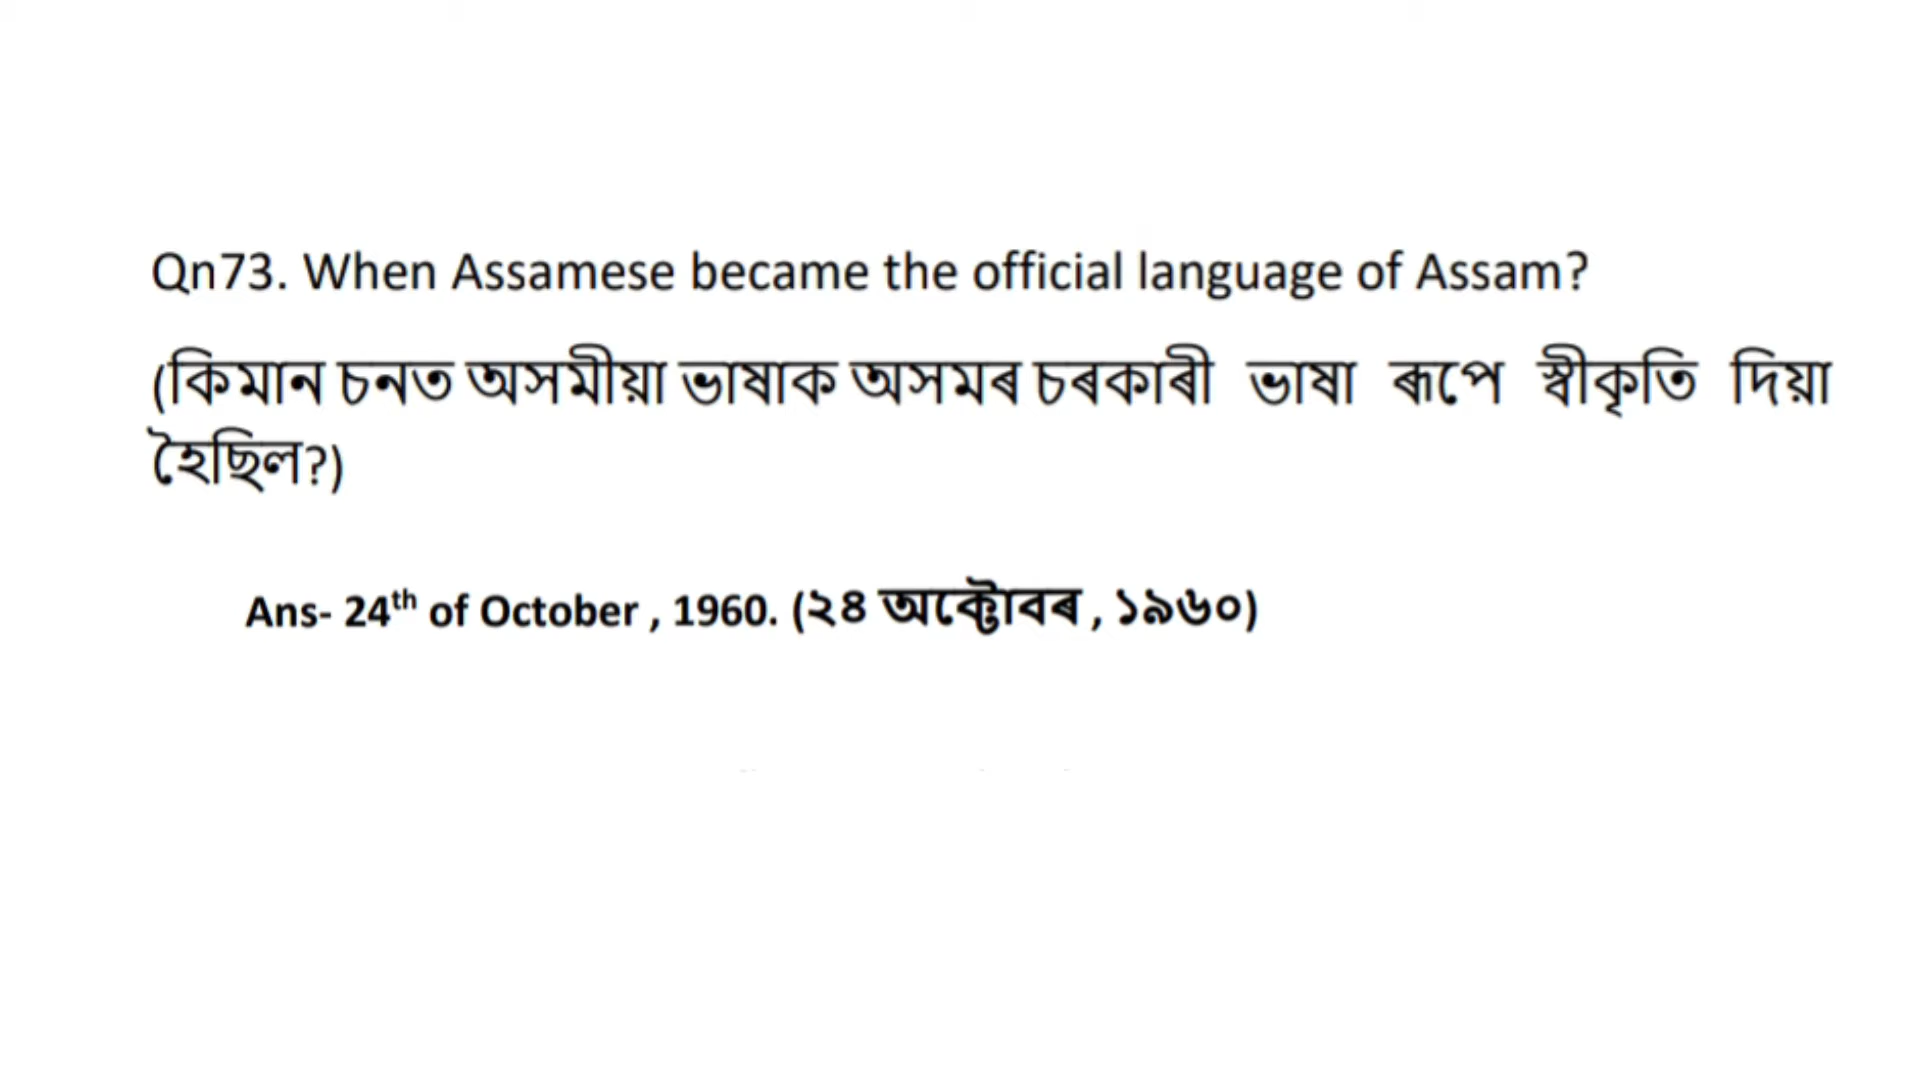 Qn73. When Assamese became the official language of Assam?
(কিমান চনত অসমীয়া ভাষাক অসমৰ চৰকাৰী ভাষা ৰূপে স্বীকৃতি দিয়া
হৈছিল?)
Ans- 24th of October , 1960. (২৪ অক্টোবৰ , ১৯৬০)